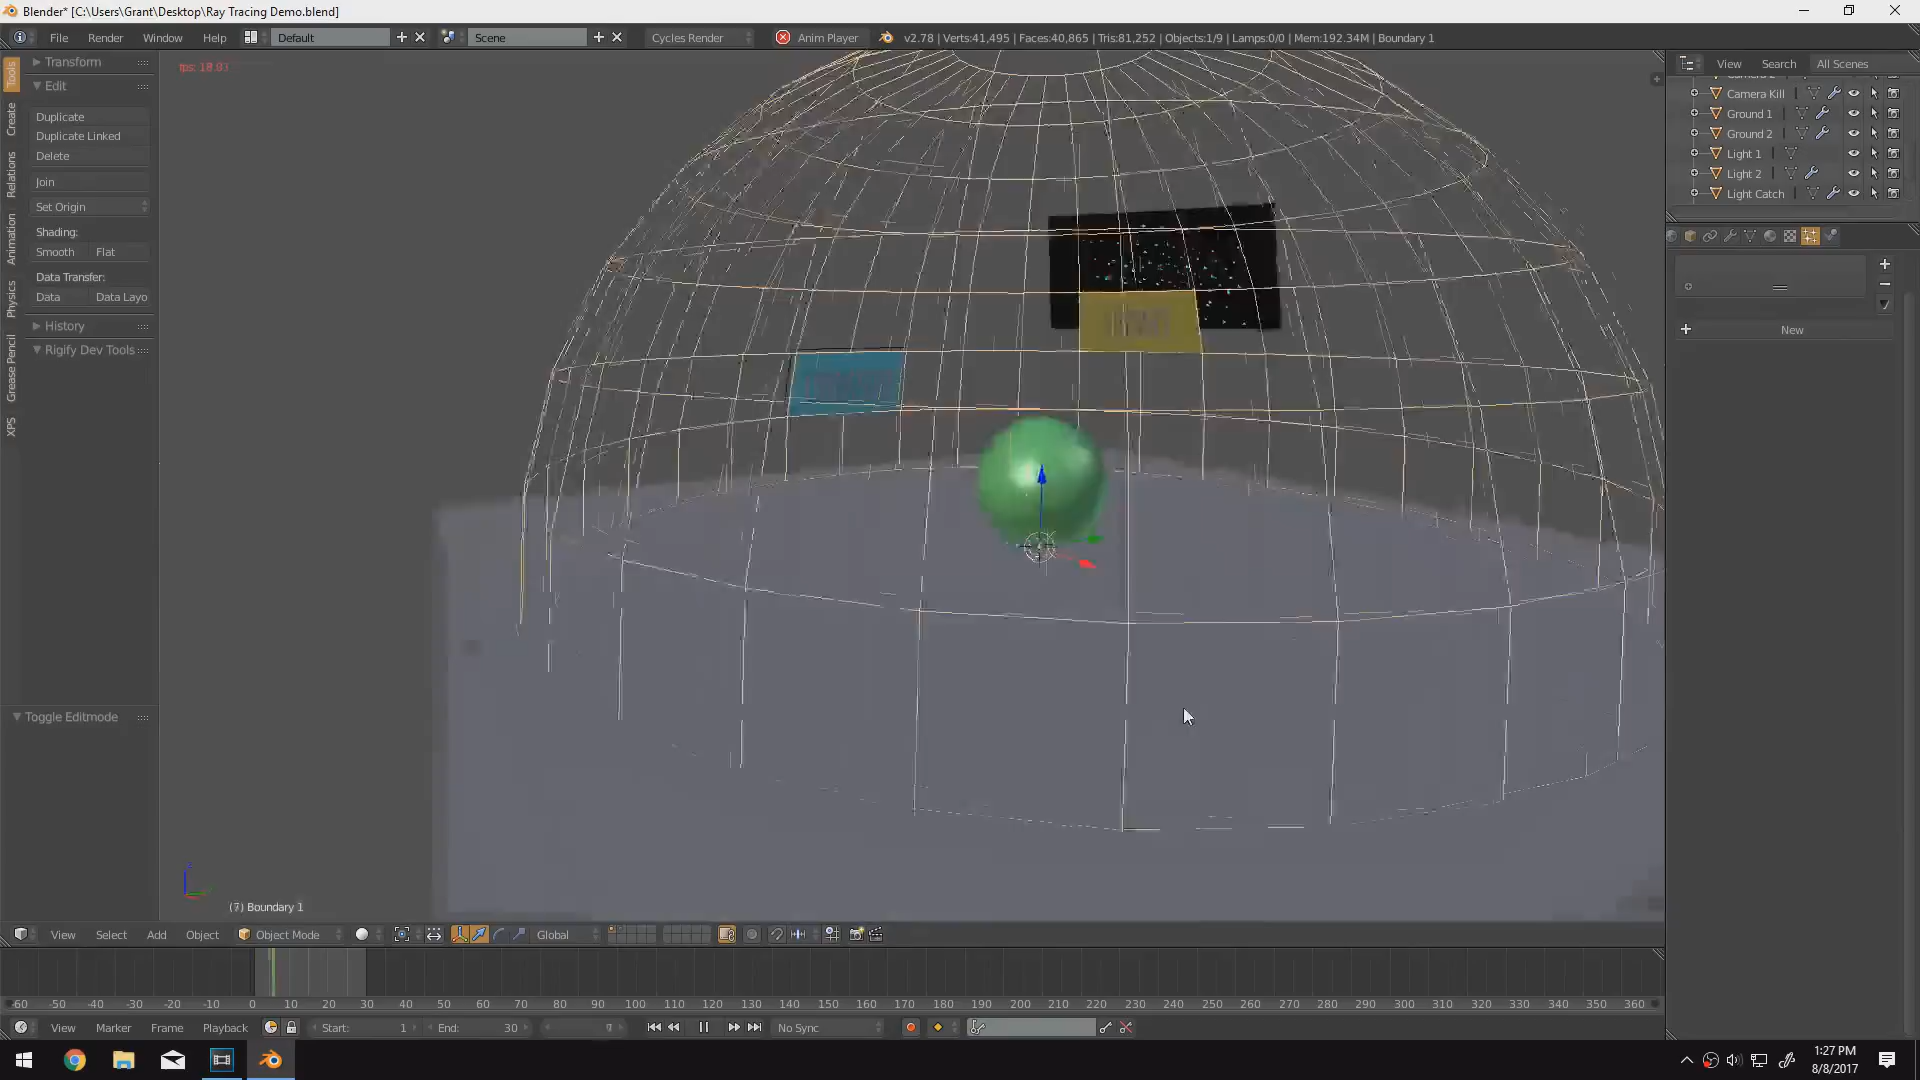 Blender* [C:\Users\Grant\Desktop\Ray Tracing Demo.blend]
File Render Window Help Default Scene Cycles Render Anim Player v2.78 | Verts:41,495 | Faces:40,865 | Tris:81,252 | Objects:1/9 | Lamps:0/0 | Mem:192.34M | Boundary 1
fps: 18.03
Tools
Create
Relations
Animation
Physics
Grease Pencil
XPS
Transform
Edit
Duplicate
Duplicate Linked
Delete
Join
Set Origin
Shading:
Smooth Flat
Data Transfer:
Data Data Layo
History
Rigify Dev Tools
Toggle Editmode
View Search All Scenes
Camera Kill
Ground 1
Ground 2
Light 1
Light 2
Light Catch
New
(7) Boundary 1
View Select Add Object Object Mode Global
-60 -50 -40 -30 -20 -10 0 10 20 30 40 50 60 70 80 90 100 110 120 130 140 150 160 170 180 190 200 210 220 230 240 250 260 270 280 290 300 310 320 330 340 350 360
View Marker Frame Playback Start: 1 End: 30 No Sync
1:27 PM
8/8/2017